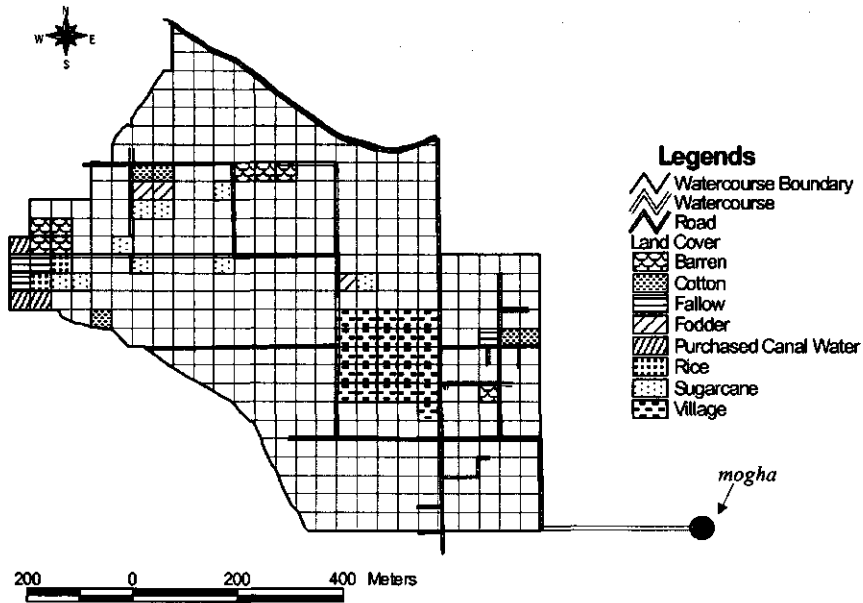 N
W E
S
Legends
Watercourse Boundary
Watercourse
Road
Land Cover
Barren
Cotton
Fallow
Fodder
Purchased Canal Water
Rice
Sugarcane
Village
mogha
200 0 200 400 Meters